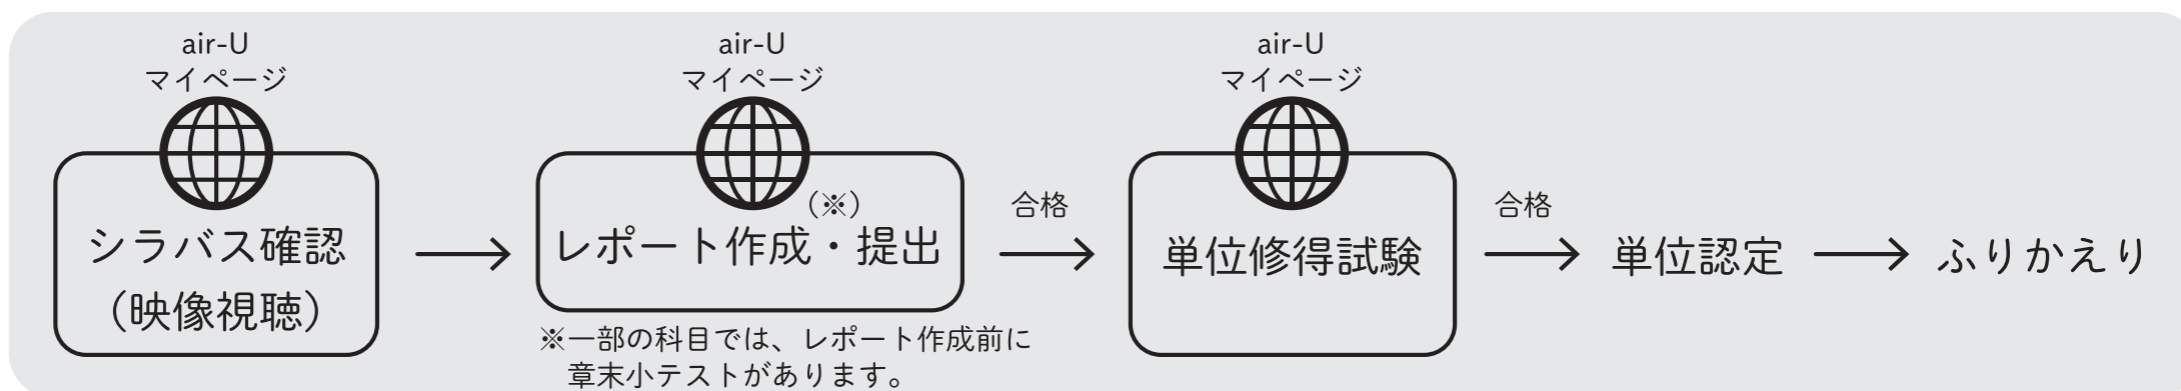 air-U
マイページ
シラバス確認
（映像視聴）
air-U
マイページ
（※）
レポート作成・提出
※一部の科目では、レポート作成前に
章末小テストがあります。
合格
air-U
マイページ
単位修得試験
合格
単位認定
ふりかえり